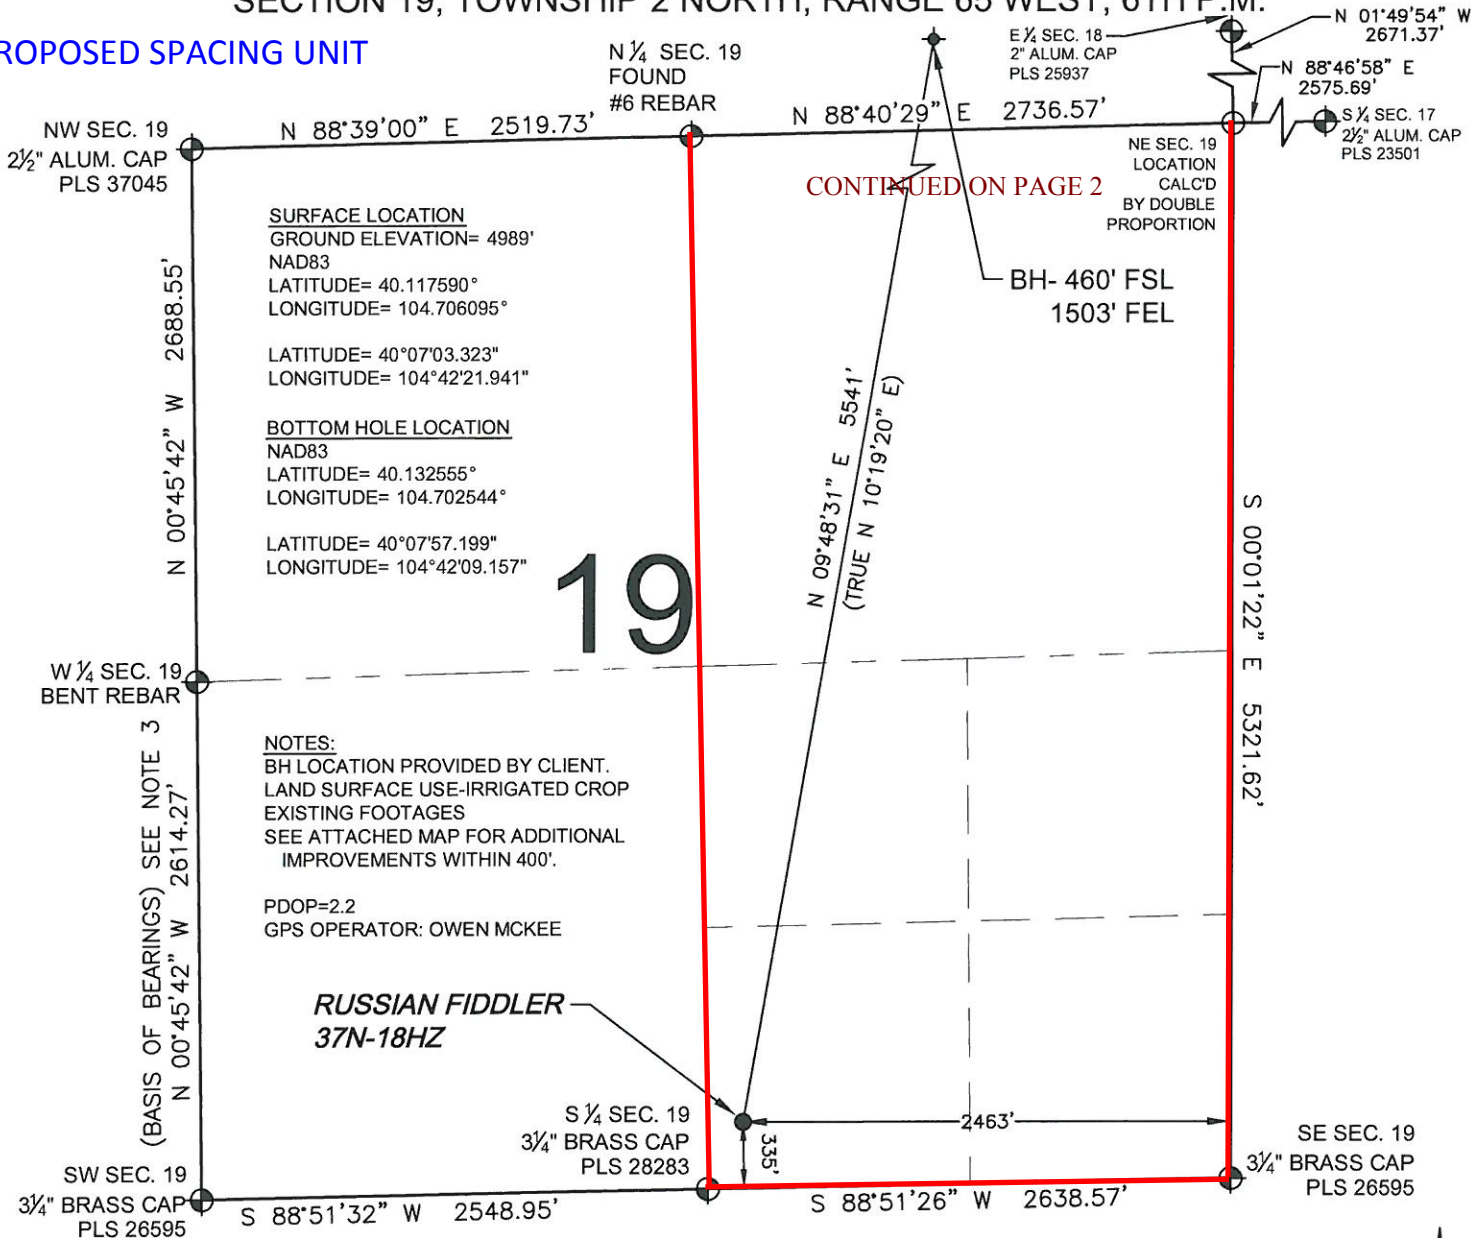 SECTION 19, TOWNSHIP 2 NORTH, RANGE 65 WEST, 6TH P.M.
ROPOSED SPACING UNIT
N ¼ SEC. 19
FOUND
#6 REBAR
E ¼ SEC. 18
2" ALUM. CAP
PLS 25937
N 01°49'54" W
2671.37'
N 88°46'58" E
2575.69'
S ¼ SEC. 17
2½" ALUM. CAP
PLS 23501
NW SEC. 19
2½" ALUM. CAP
PLS 37045
N 88°39'00" E 2519.73'
N 88°40'29" E 2736.57'
NE SEC. 19
LOCATION
CALC'D
BY DOUBLE
PROPORTION
CONTINUED ON PAGE 2
BH- 460' FSL
1503' FEL
SURFACE LOCATION
GROUND ELEVATION= 4989'
NAD83
LATITUDE= 40.117590°
LONGITUDE= 104.706095°
LATITUDE= 40°07'03.323"
LONGITUDE= 104°42'21.941"
BOTTOM HOLE LOCATION
NAD83
LATITUDE= 40.132555°
LONGITUDE= 104.702544°
LATITUDE= 40°07'57.199"
LONGITUDE= 104°42'09.157"
N 00°45'42" W 2688.55'
19
N 09°48'31" E 5541'
(TRUE N 10°19'20" E)
S 00°01'22" E 5321.62'
W ¼ SEC. 19
BENT REBAR
(BASIS OF BEARINGS) SEE NOTE 3
N 00°45'42" W 2614.27'
NOTES:
BH LOCATION PROVIDED BY CLIENT.
LAND SURFACE USE-IRRIGATED CROP
EXISTING FOOTAGES
SEE ATTACHED MAP FOR ADDITIONAL
IMPROVEMENTS WITHIN 400'.
PDOP=2.2
GPS OPERATOR: OWEN MCKEE
RUSSIAN FIDDLER
37N-18HZ
S ¼ SEC. 19
3¼" BRASS CAP
PLS 28283
2463'
335'
SE SEC. 19
3¼" BRASS CAP
PLS 26595
SW SEC. 19
3¼" BRASS CAP
PLS 26595
S 88°51'32" W 2548.95'
S 88°51'26" W 2638.57'